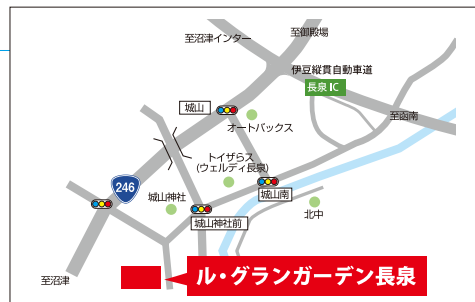 至御殿場
至沼津インター
伊豆縦貫自動車道
長泉IC
城山
至函南
オートバックス
トイザらス
(ウェルディ長泉)
246
城山神社
城山南
北中
城山神社前
至沼津
ル・グランガーデン長泉